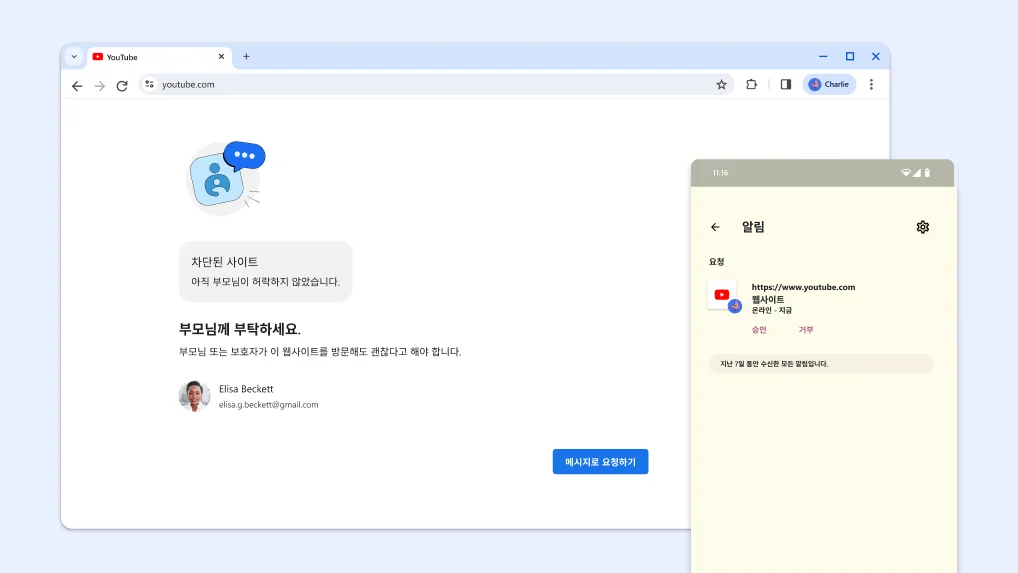 YouTube
youtube.com
Charlie
차단된 사이트
아직 부모님이 허락하지 않았습니다.
부모님께 부탁하세요.
부모님 또는 보호자가 이 웹사이트를 방문해도 괜찮다고 해야 합니다.
Elisa Beckett
elisa.g.beckett@gmail.com
메시지로 요청하기
11:16
알림
요청
https://www.youtube.com
웹사이트
온라인 - 지금
승인 거부
지난 7일 동안 수신한 모든 알림입니다.